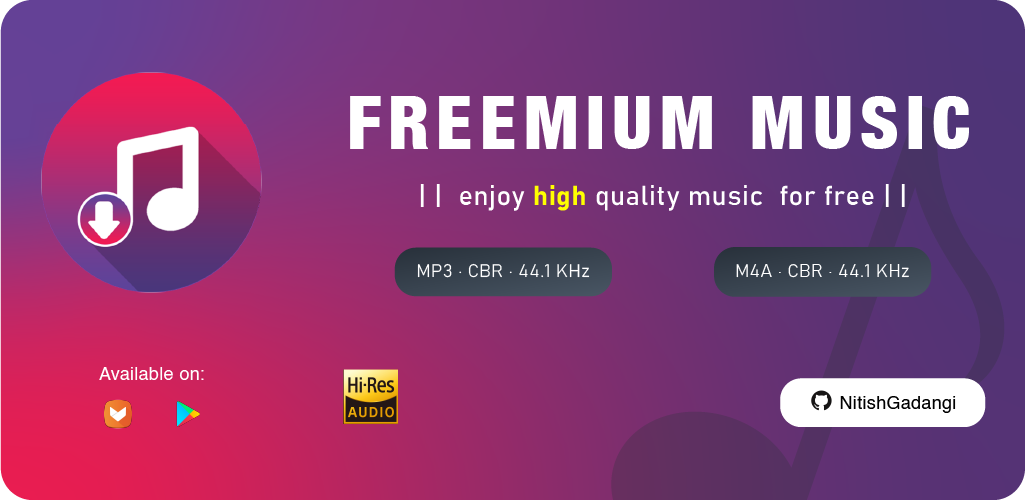 FREEMIUM MUSIC
|| enjoy high quality music for free ||
MP3 · CBR · 44.1 KHz
M4A · CBR · 44.1 KHz
Available on:
Hi-Res
AUDIO
NitishGadangi